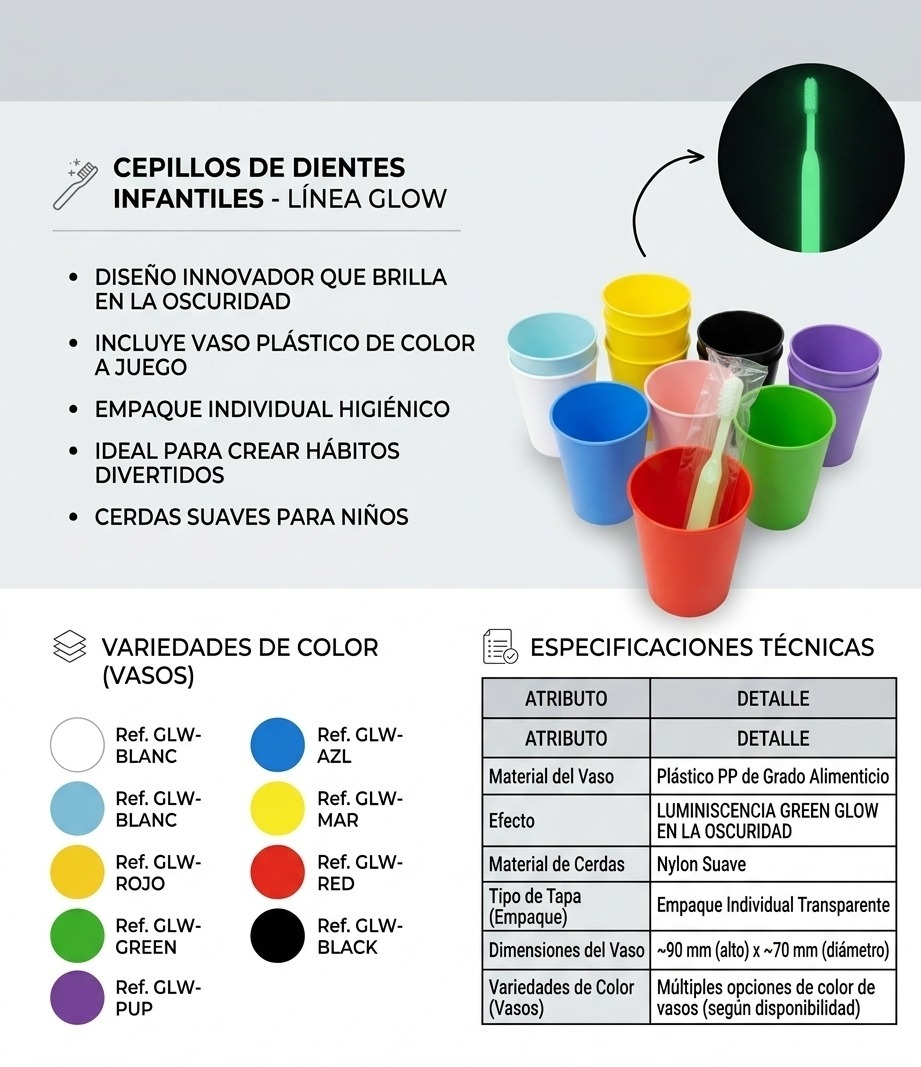 CEPILLOS DE DIENTES
INFANTILES - LÍNEA GLOW
• DISEÑO INNOVADOR QUE BRILLA
EN LA OSCURIDAD
• INCLUYE VASO PLÁSTICO DE COLOR
A JUEGO
• EMPAQUE INDIVIDUAL HIGIÉNICO
• IDEAL PARA CREAR HÁBITOS
DIVERTIDOS
• CERDAS SUAVES PARA NIÑOS
VARIEDADES DE COLOR
(VASOS)
Ref. GLW-
BLANC
Ref. GLW-
AZL
Ref. GLW-
BLANC
Ref. GLW-
MAR
Ref. GLW-
ROJO
Ref. GLW-
RED
Ref. GLW-
GREEN
Ref. GLW-
BLACK
Ref. GLW-
PUP
ESPECIFICACIONES TÉCNICAS
ATRIBUTO DETALLE
ATRIBUTO DETALLE
Material del Vaso Plástico PP de Grado Alimenticio
Efecto LUMINISCENCIA GREEN GLOW
EN LA OSCURIDAD
Material de Cerdas Nylon Suave
Tipo de Tapa
(Empaque) Empaque Individual Transparente
Dimensiones del Vaso ~90 mm (alto) x ~70 mm (diámetro)
Variedades de Color
(Vasos) Múltiples opciones de color de
vasos (según disponibilidad)